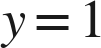 y = 1